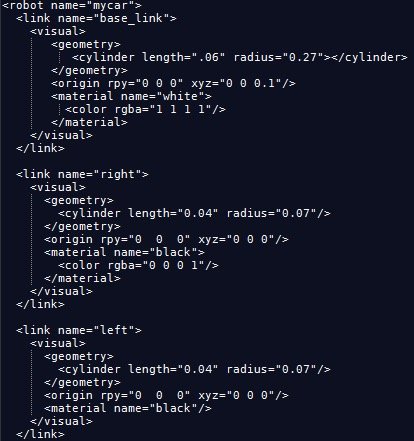 <robot name="mycar">
<link name="base_link">
<visual>
<geometry>
<cylinder length=".06" radius="0.27"></cylinder>
</geometry>
<origin rpy="0 0 0" xyz="0 0 0.1"/>
<material name="white">
<color rgba="1 1 1 1"/>
</material>
</visual>
</link>
<link name="right">
<visual>
<geometry>
<cylinder length="0.04" radius="0.07"/>
</geometry>
<origin rpy="0  0  0" xyz="0 0 0"/>
<material name="black">
<color rgba="0 0 0 1"/>
</material>
</visual>
</link>
<link name="left">
<visual>
<geometry>
<cylinder length="0.04" radius="0.07"/>
</geometry>
<origin rpy="0  0  0" xyz="0 0 0"/>
<material name="black"/>
</visual>
</link>